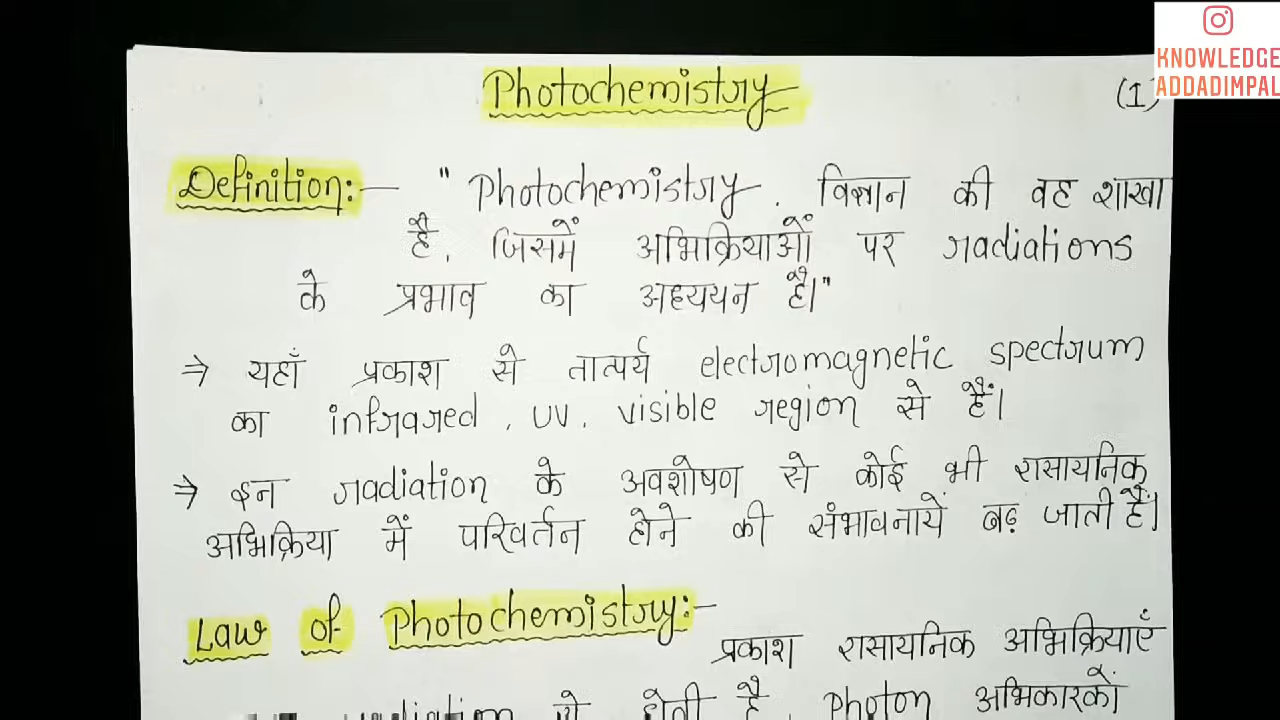 KNOWLEDGE
ADDADIMPAL
Photochemistry
(1)
Definition:— " Photochemistry, विज्ञान की वह शाखा
है, जिसमें अभिक्रियाओं पर radiations
के प्रभाव का अध्ययन है।"
⇒ यहाँ प्रकाश से तात्पर्य electromagnetic spectrum
का infrared, UV, visible region से हैं।
⇒ इन radiation के अवशोषण से कोई भी रासायनिक
अभिक्रिया में परिवर्तन होने की संभावनायें बढ़ जाती हैं।
Law of Photochemistry:—
प्रकाश रासायनिक अभिक्रियाएँ
radiation से होती है, Photon अभिकारकों